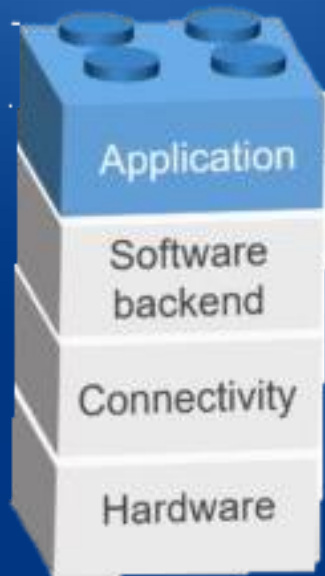 Application
Software
backend
Connectivity
Hardware